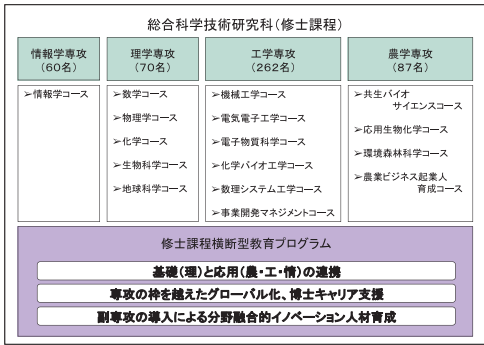 総合科学技術研究科(修士課程)
情報学専攻
(60名)
➢情報学コース
理学専攻
(70名)
➢数学コース
➢物理学コース
➢化学コース
➢生物科学コース
➢地球科学コース
工学専攻
(262名)
➢機械工学コース
➢電気電子工学コース
➢電子物質科学コース
➢化学バイオ工学コース
➢数理システム工学コース
➢事業開発マネジメントコース
農学専攻
(87名)
➢共生バイオ
サイエンスコース
➢応用生物化学コース
➢環境森林科学コース
➢農業ビジネス起業人
育成コース
修士課程横断型教育プログラム
基礎(理)と応用(農・工・情)の連携
専攻の枠を越えたグローバル化、博士キャリア支援
副専攻の導入による分野融合的イノベーション人材育成